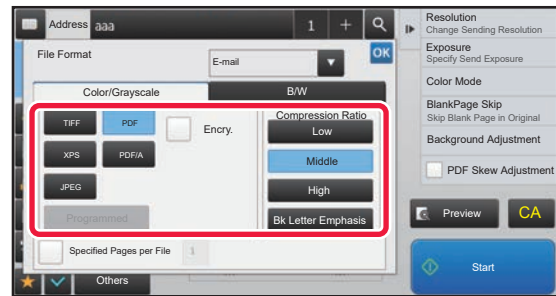 Address aaa 1 +
File Format
E-mail
OK
Color/Grayscale
B/W
TIFF
PDF
Encry.
XPS
PDF/A
JPEG
Programmed
Compression Ratio
Low
Middle
High
Bk Letter Emphasis
Specified Pages per File 1
Others
Resolution
Change Sending Resolution
Exposure
Specify Send Exposure
Color Mode
BlankPage Skip
Skip Blank Page in Original
Background Adjustment
PDF Skew Adjustment
Preview
CA
Start